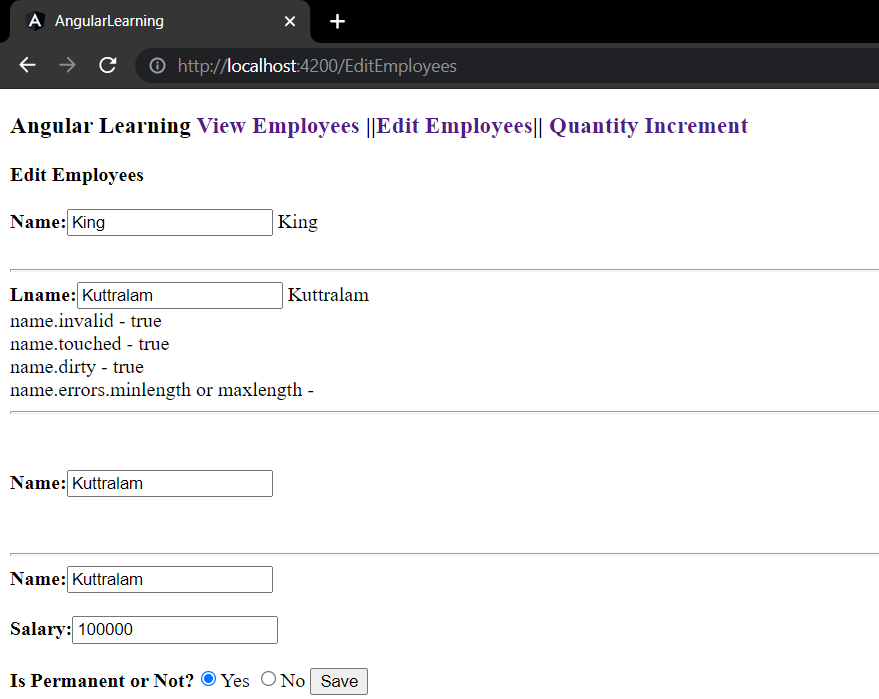 AngularLearning
http://localhost:4200/EditEmployees
Angular Learning View Employees ||Edit Employees|| Quantity Increment
Edit Employees
Name: King King
Lname: Kuttralam Kuttralam
name.invalid - true
name.touched - true
name.dirty - true
name.errors.minlength or maxlength -
Name: Kuttralam
Name: Kuttralam
Salary: 100000
Is Permanent or Not? Yes No Save